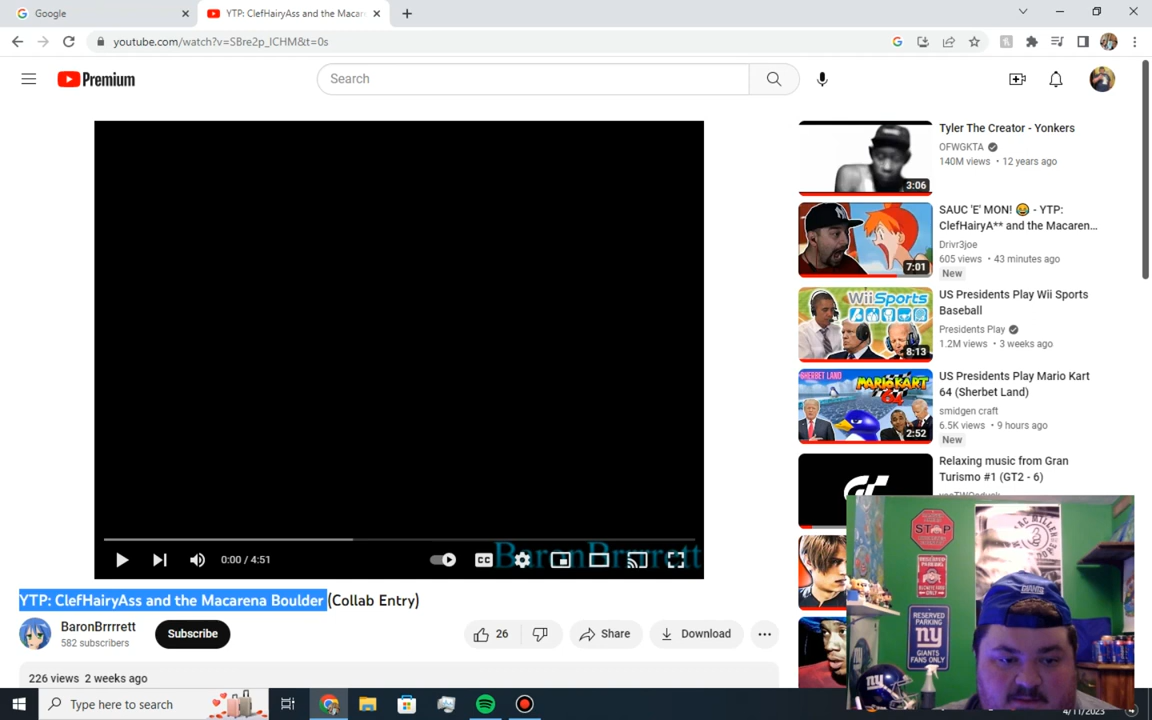 Google
YTP: ClefHairyAss and the Macaren
youtube.com/watch?v=SBre2p_ICHM&t=0s
Premium
Search
Tyler The Creator - Yonkers
OFWGKTA
140M views • 12 years ago
3:06
SAUC 'E' MON! 😂 - YTP:
ClefHairyA** and the Macaren...
Drivr3joe
605 views • 43 minutes ago
New
7:01
US Presidents Play Wii Sports
Baseball
Presidents Play
1.2M views • 3 weeks ago
Wii Sports
8:13
US Presidents Play Mario Kart
64 (Sherbet Land)
smidgen craft
6.5K views • 9 hours ago
New
SHERBET LAND
MARIOKART
64
2:52
Relaxing music from Gran
Turismo #1 (GT2 - 6)
0:00 / 4:51
CC
BaronBrrrrett
YTP: ClefHairyAss and the Macarena Boulder (Collab Entry)
BaronBrrrrett
582 subscribers
Subscribe
26
Share
Download
226 views 2 weeks ago
STOP
RESERVED
PARKING
ny
GIANTS
FANS ONLY
ny
Type here to search
4/11/2023